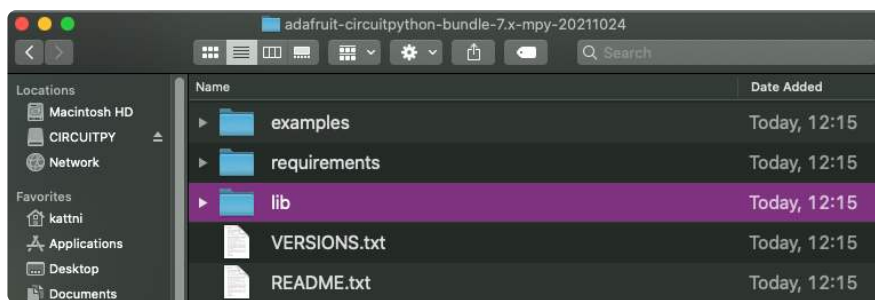 adafruit-circuitpython-bundle-7.x-mpy-20211024
Search
Locations
Macintosh HD
CIRCUITPY
Network
Favorites
kattni
Applications
Desktop
Documents
Name
Date Added
examples
Today, 12:15
requirements
Today, 12:15
lib
Today, 12:15
VERSIONS.txt
Today, 12:15
README.txt
Today, 12:15